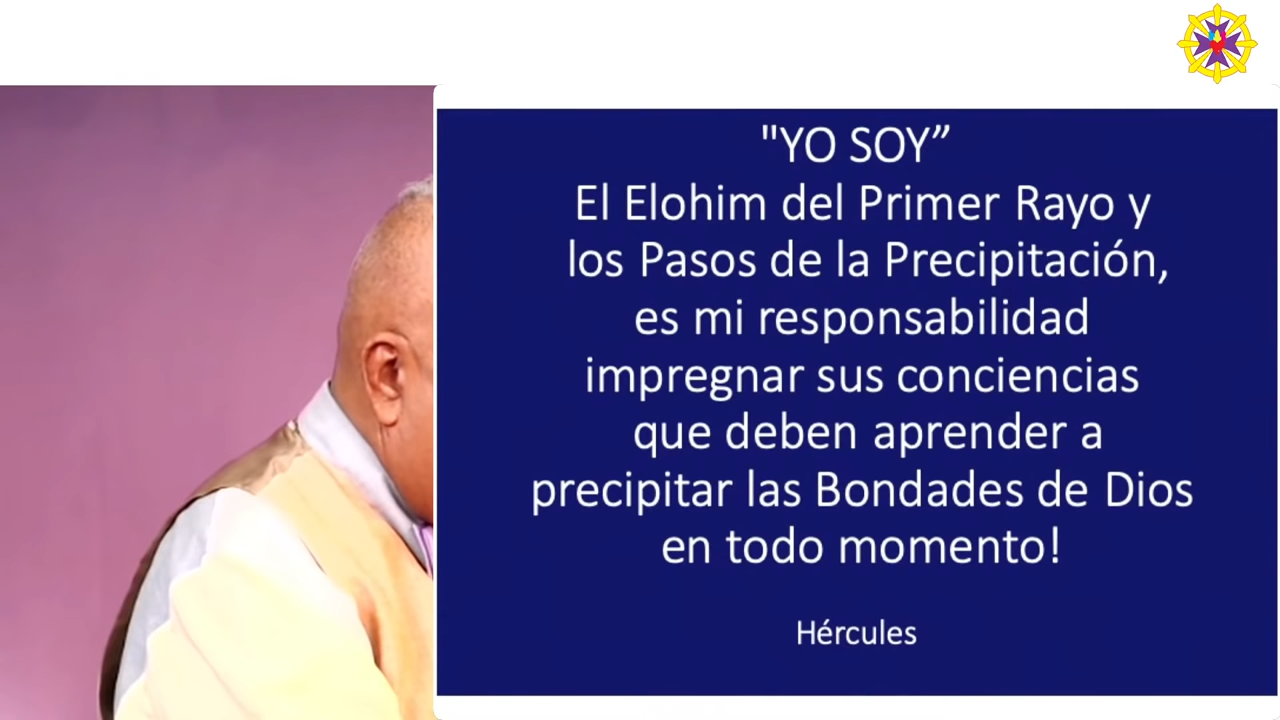 "YO SOY”
El Elohim del Primer Rayo y
los Pasos de la Precipitación,
es mi responsabilidad
impregnar sus conciencias
que deben aprender a
precipitar las Bondades de Dios
en todo momento!
Hércules